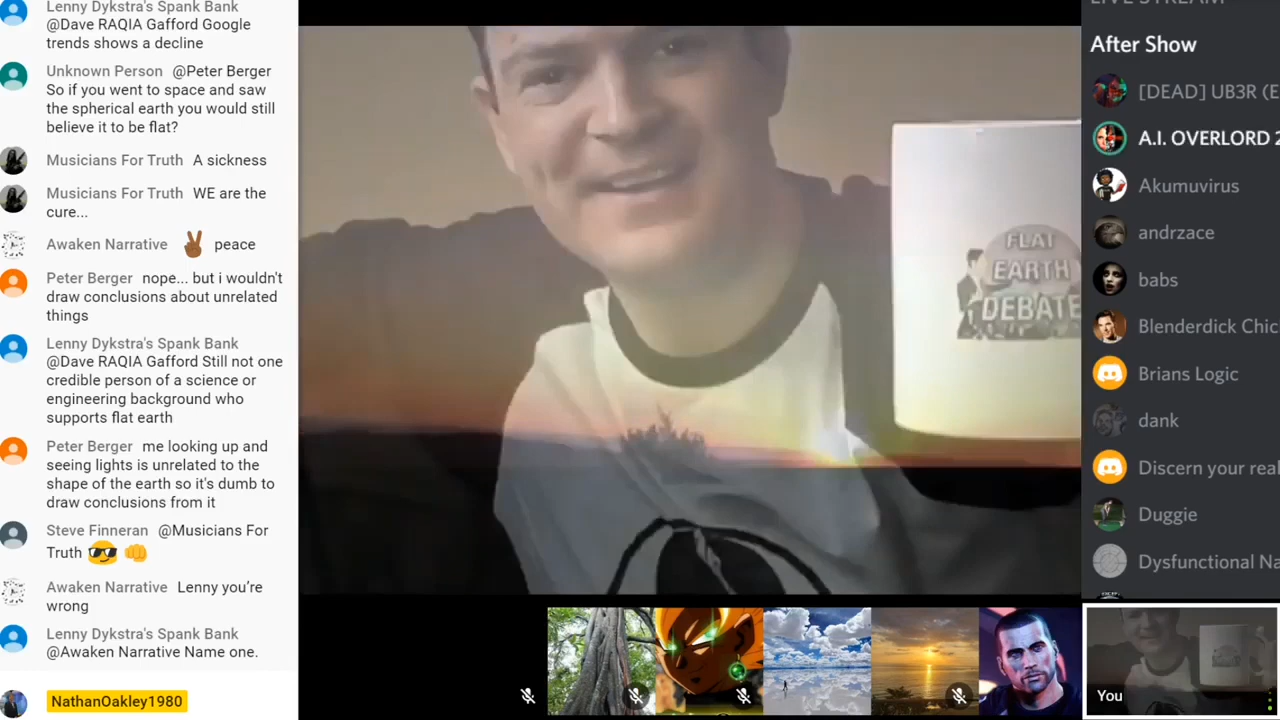 Lenny Dykstra's Spank Bank
@Dave RAQIA Gafford Google
trends shows a decline
Unknown Person @Peter Berger
So if you went to space and saw
the spherical earth you would still
believe it to be flat?
Musicians For Truth A sickness
Musicians For Truth WE are the
cure...
Awaken Narrative ✌🏾 peace
Peter Berger nope... but i wouldn't
draw conclusions about unrelated
things
Lenny Dykstra's Spank Bank
@Dave RAQIA Gafford Still not one
credible person of a science or
engineering background who
supports flat earth
Peter Berger me looking up and
seeing lights is unrelated to the
shape of the earth so it's dumb to
draw conclusions from it
Steve Finneran @Musicians For
Truth 😎 👊
Awaken Narrative Lenny you're
wrong
Lenny Dykstra's Spank Bank
@Awaken Narrative Name one.
NathanOakley1980
FLAT
EARTH
DEBATE
LIVE STREAM
After Show
[DEAD] UB3R (E
A.I. OVERLORD 2
Akumuvirus
andrzace
babs
Blenderdick Chic
Brians Logic
dank
Discern your real
Duggie
Dysfunctional Na
You